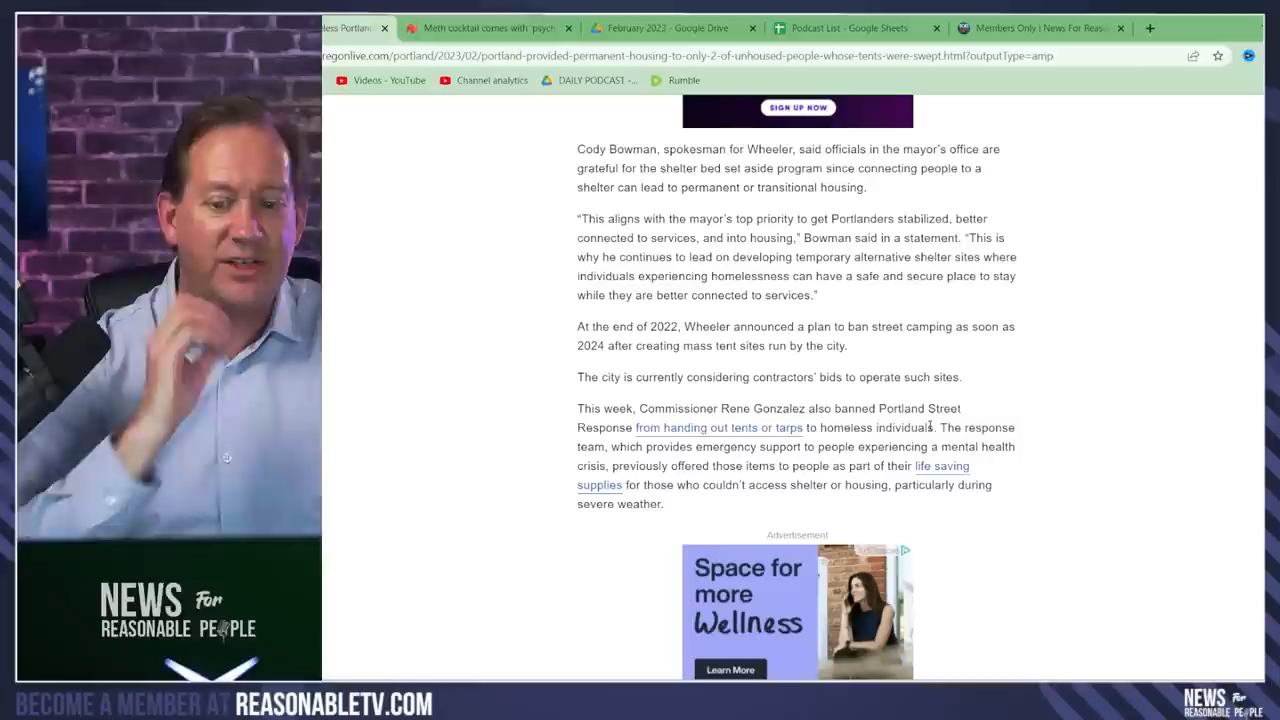 eless Portlan
Meth cocktail comes with 'psych
February 2023 - Google Drive
Podcast List - Google Sheets
Members Only | News For Reaso
regonlive.com/portland/2023/02/portland-provided-permanent-housing-to-only-2-of-unhoused-people-whose-tents-were-swept.html?outputType=amp
Videos - YouTube
Channel analytics
DAILY PODCAST -...
Rumble
SIGN UP NOW
Cody Bowman, spokesman for Wheeler, said officials in the mayor's office are
grateful for the shelter bed set aside program since connecting people to a
shelter can lead to permanent or transitional housing.
“This aligns with the mayor's top priority to get Portlanders stabilized, better
connected to services, and into housing,” Bowman said in a statement. “This is
why he continues to lead on developing temporary alternative shelter sites where
individuals experiencing homelessness can have a safe and secure place to stay
while they are better connected to services.”
At the end of 2022, Wheeler announced a plan to ban street camping as soon as
2024 after creating mass tent sites run by the city.
The city is currently considering contractors' bids to operate such sites.
This week, Commissioner Rene Gonzalez also banned Portland Street
Response from handing out tents or tarps to homeless individuals. The response
team, which provides emergency support to people experiencing a mental health
crisis, previously offered those items to people as part of their life saving
supplies for those who couldn't access shelter or housing, particularly during
severe weather.
Advertisement
Space for
more
Wellness
Learn More
NEWS For
REASONABLE PEOPLE
BECOME A MEMBER AT REASONABLETV.COM
NEWS For
REASONABLE PEOPLE